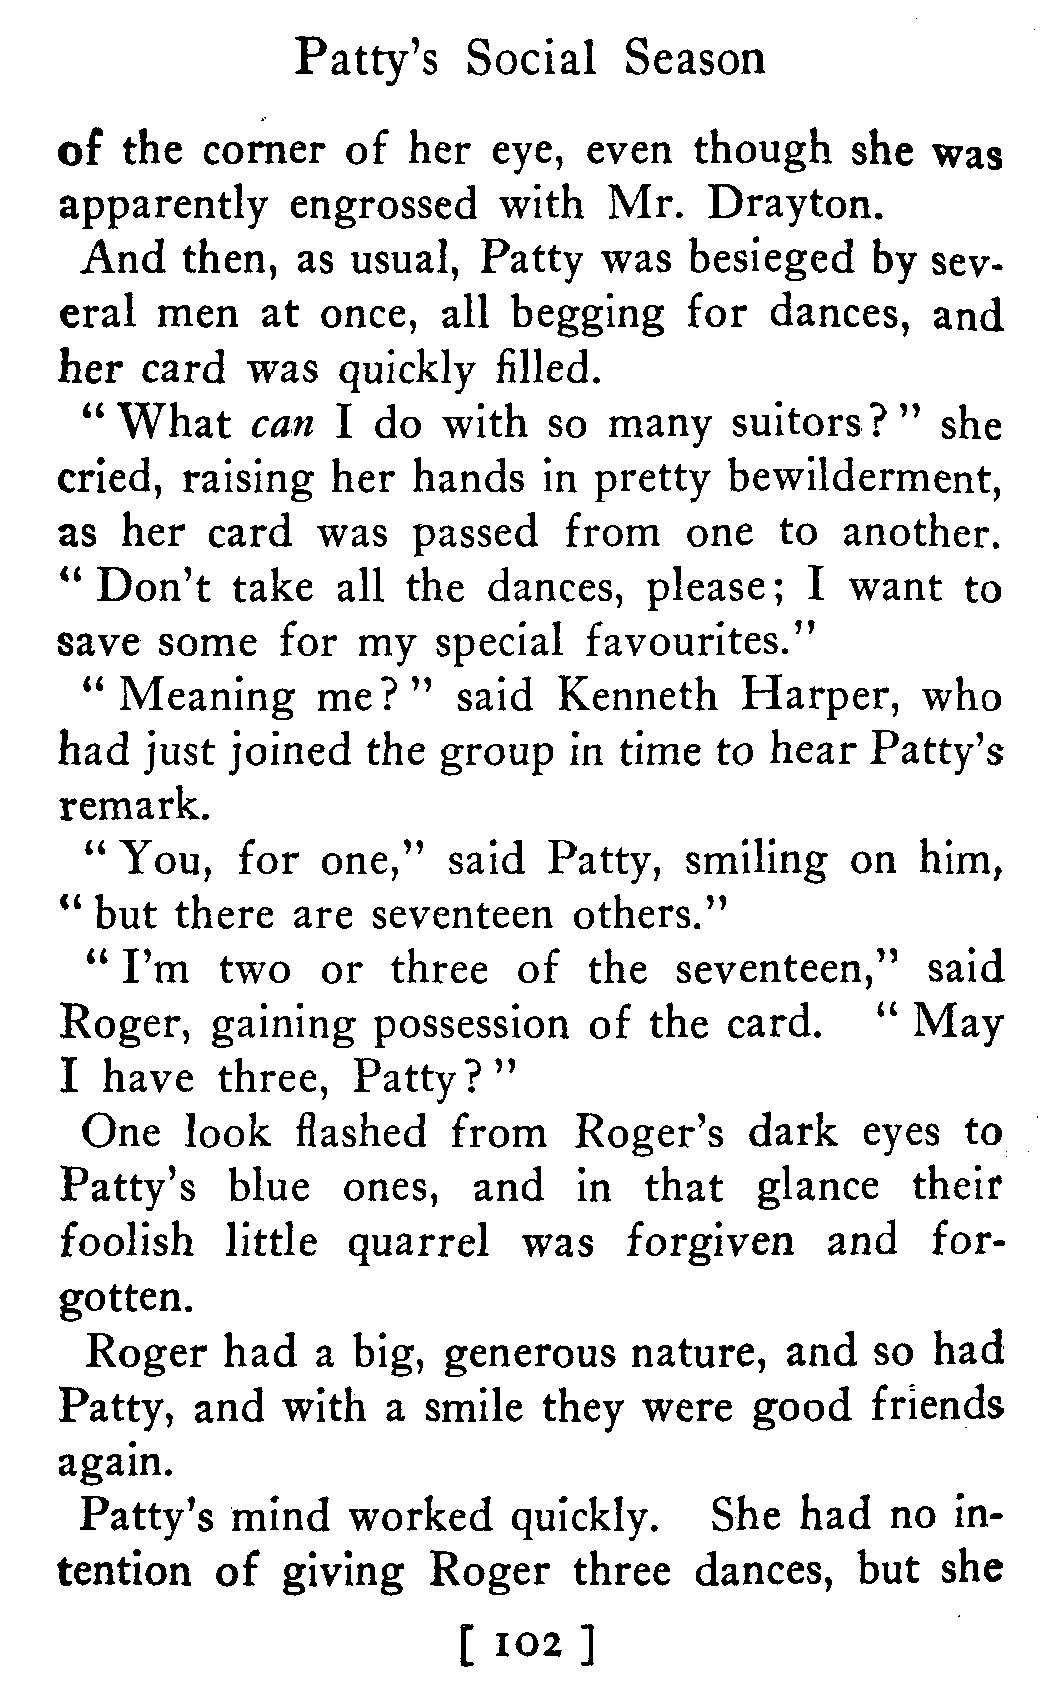 Patty's Social Season
of the corner of her eye, even though she was
apparently engrossed with Mr. Drayton.
And then, as usual, Patty was besieged by sev-
eral men at once, all begging for dances, and
her card was quickly filled.
" What can I do with so many suitors? " she
cried, raising her hands in pretty bewilderment,
as her card was passed from one to another.
" Don't take all the dances, please; I want to
save some for my special favourites."
" Meaning me? " said Kenneth Harper, who
had just joined the group in time to hear Patty's
remark.
" You, for one," said Patty, smiling on him,
" but there are seventeen others."
" I'm two or three of the seventeen," said
Roger, gaining possession of the card. " May
I have three, Patty? "
One look flashed from Roger's dark eyes to
Patty's blue ones, and in that glance their
foolish little quarrel was forgiven and for-
gotten.
Roger had a big, generous nature, and so had
Patty, and with a smile they were good friends
again.
Patty's mind worked quickly. She had no in-
tention of giving Roger three dances, but she
[ 102 ]